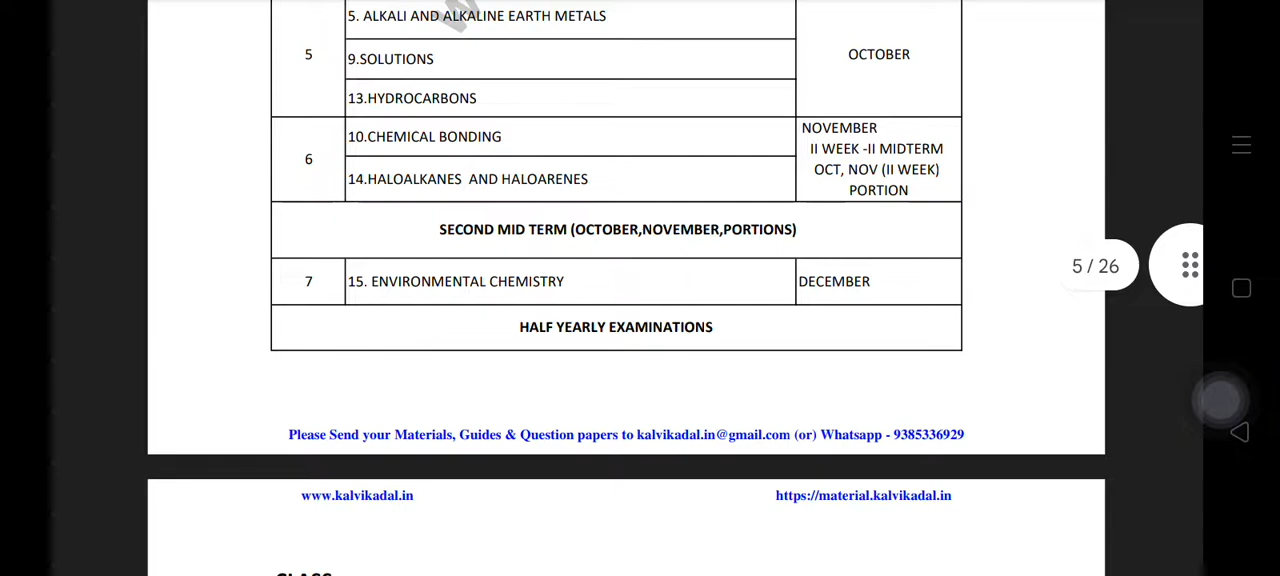 5. ALKALI AND ALKALINE EARTH METALS
5
9.SOLUTIONS
OCTOBER
13.HYDROCARBONS
6
10.CHEMICAL BONDING
14.HALOALKANES AND HALOARENES
NOVEMBER
II WEEK -II MIDTERM
OCT, NOV (II WEEK)
PORTION
SECOND MID TERM (OCTOBER,NOVEMBER,PORTIONS)
7
15. ENVIRONMENTAL CHEMISTRY
DECEMBER
HALF YEARLY EXAMINATIONS
5 / 26
Please Send your Materials, Guides & Question papers to kalvikadal.in@gmail.com (or) Whatsapp - 9385336929
www.kalvikadal.in
https://material.kalvikadal.in
CLASS